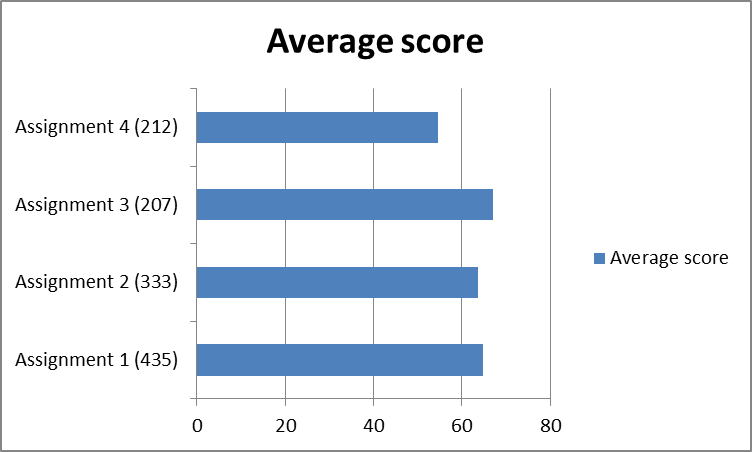 Average score
Assignment 4 (212)
Assignment 3 (207)
Assignment 2 (333)
Assignment 1 (435)
Average score
0 20 40 60 80